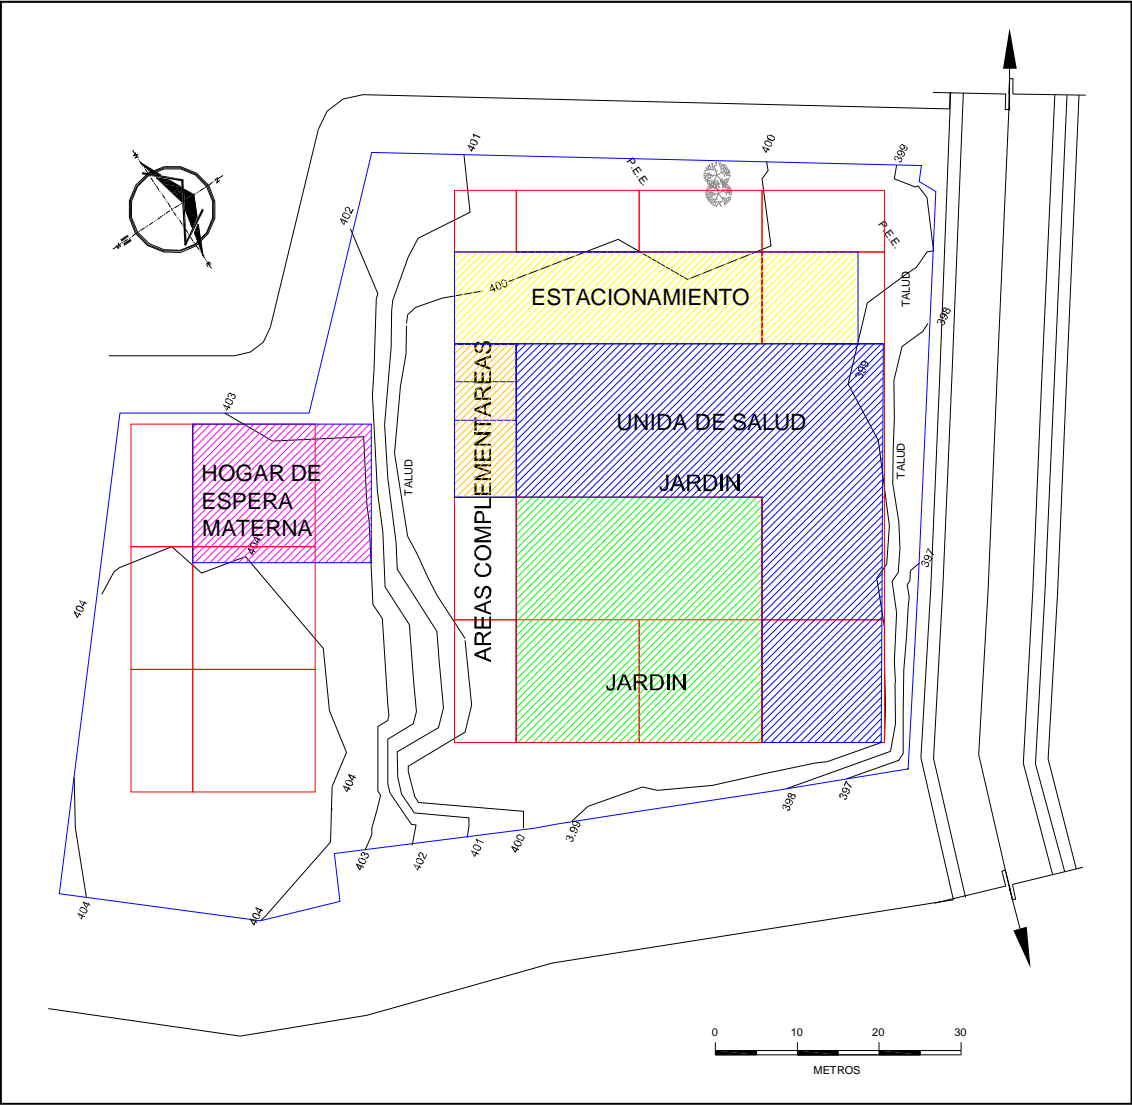 401
400
399
P.E.E.
402
P.E.E.
TALUD
400
ESTACIONAMIENTO
398
399
403
UNIDA DE SALUD
AREAS COMPLEMENTAREAS
TALUD
TALUD
HOGAR DE
ESPERA
MATERNA
JARDIN
404
397
404
JARDIN
404
398
397
3.99
400
401
402
403
404
404
0 10 20 30
METROS